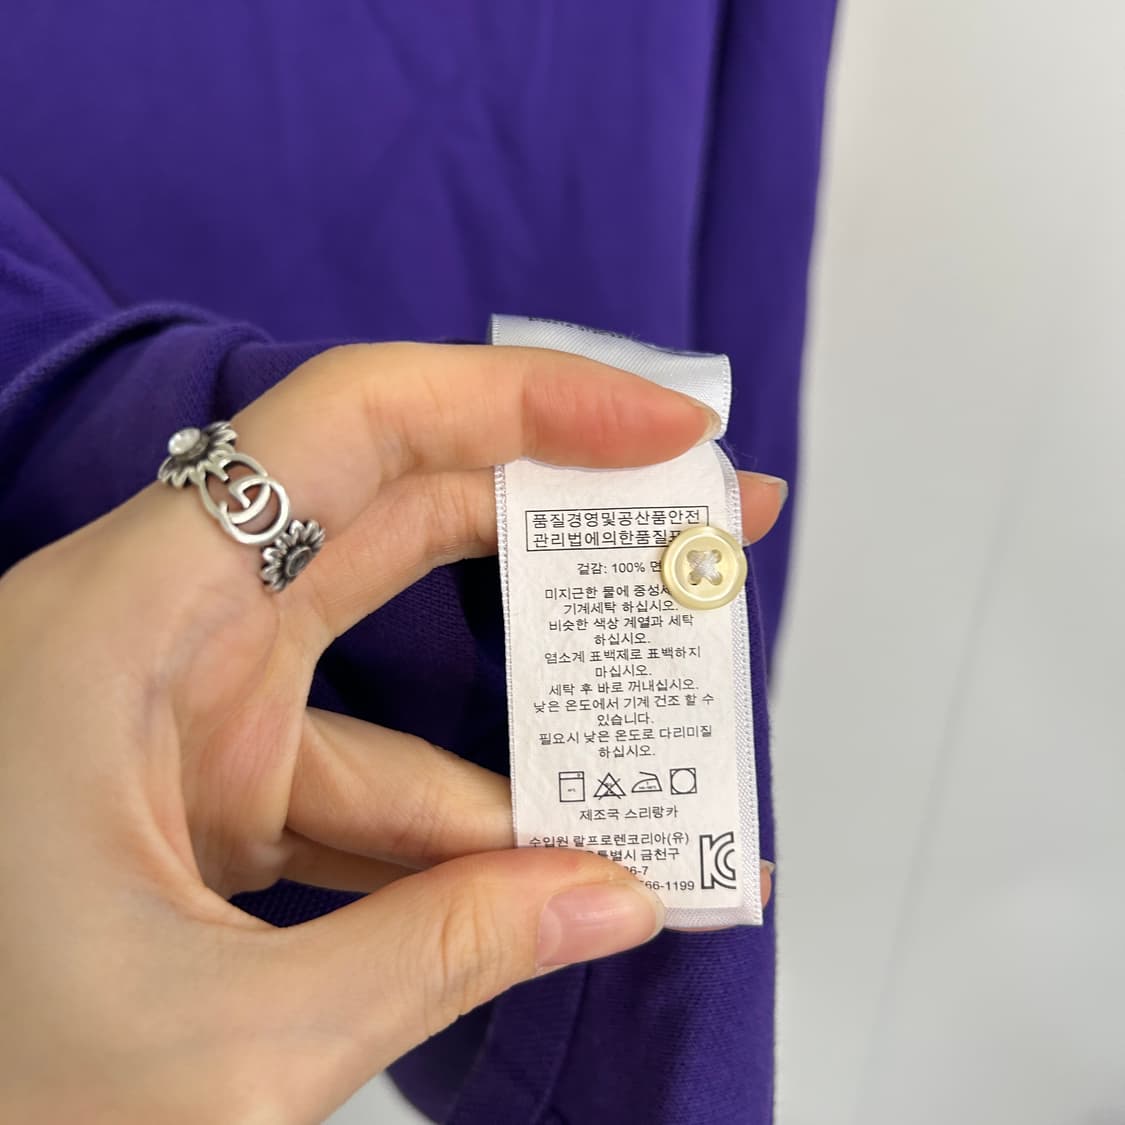 품질경영및공산품안전
관리법에의한품질표
겉감: 100% 면
미지근한 물에 중성세
기계세탁 하십시오.
비슷한 색상 계열과 세탁
하십시오.
염소계 표백제로 표백하지
마십시오.
세탁 후 바로 꺼내십시오.
낮은 온도에서 기계 건조 할 수
있습니다.
필요시 낮은 온도로 다리미질
하십시오.
제조국 스리랑카
수입원 랄프로렌코리아(유)
특별시 금천구
6-7
66-1199